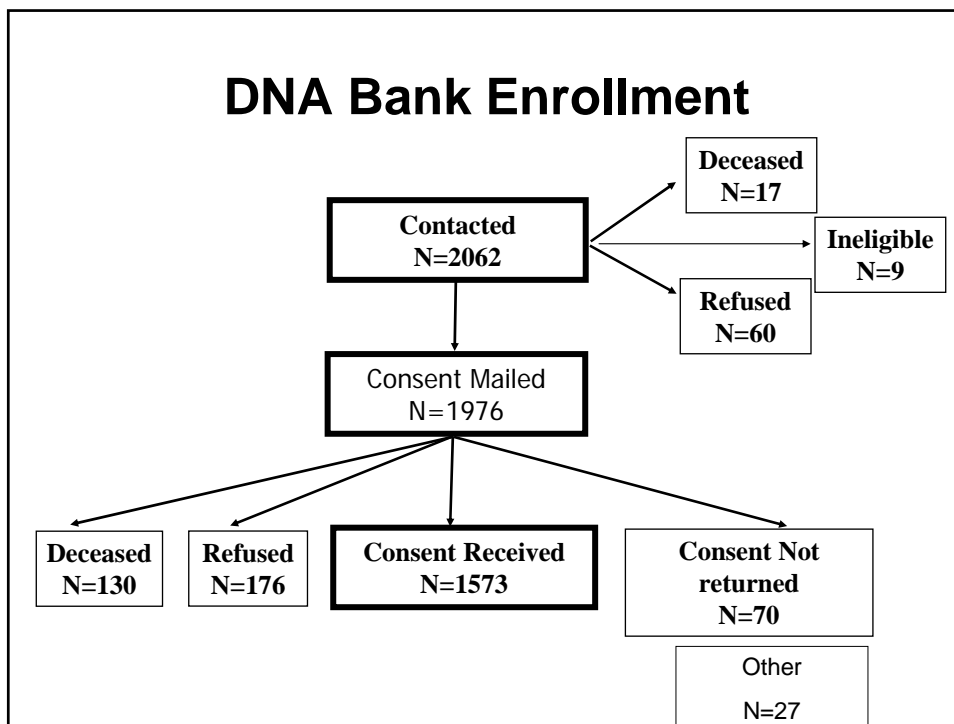 DNA Bank Enrollment
Deceased
N=17
Contacted
N=2062
Ineligible
N=9
Refused
N=60
Consent Mailed
N=1976
Deceased
N=130
Refused
N=176
Consent Received
N=1573
Consent Not
returned
N=70
Other
N=27